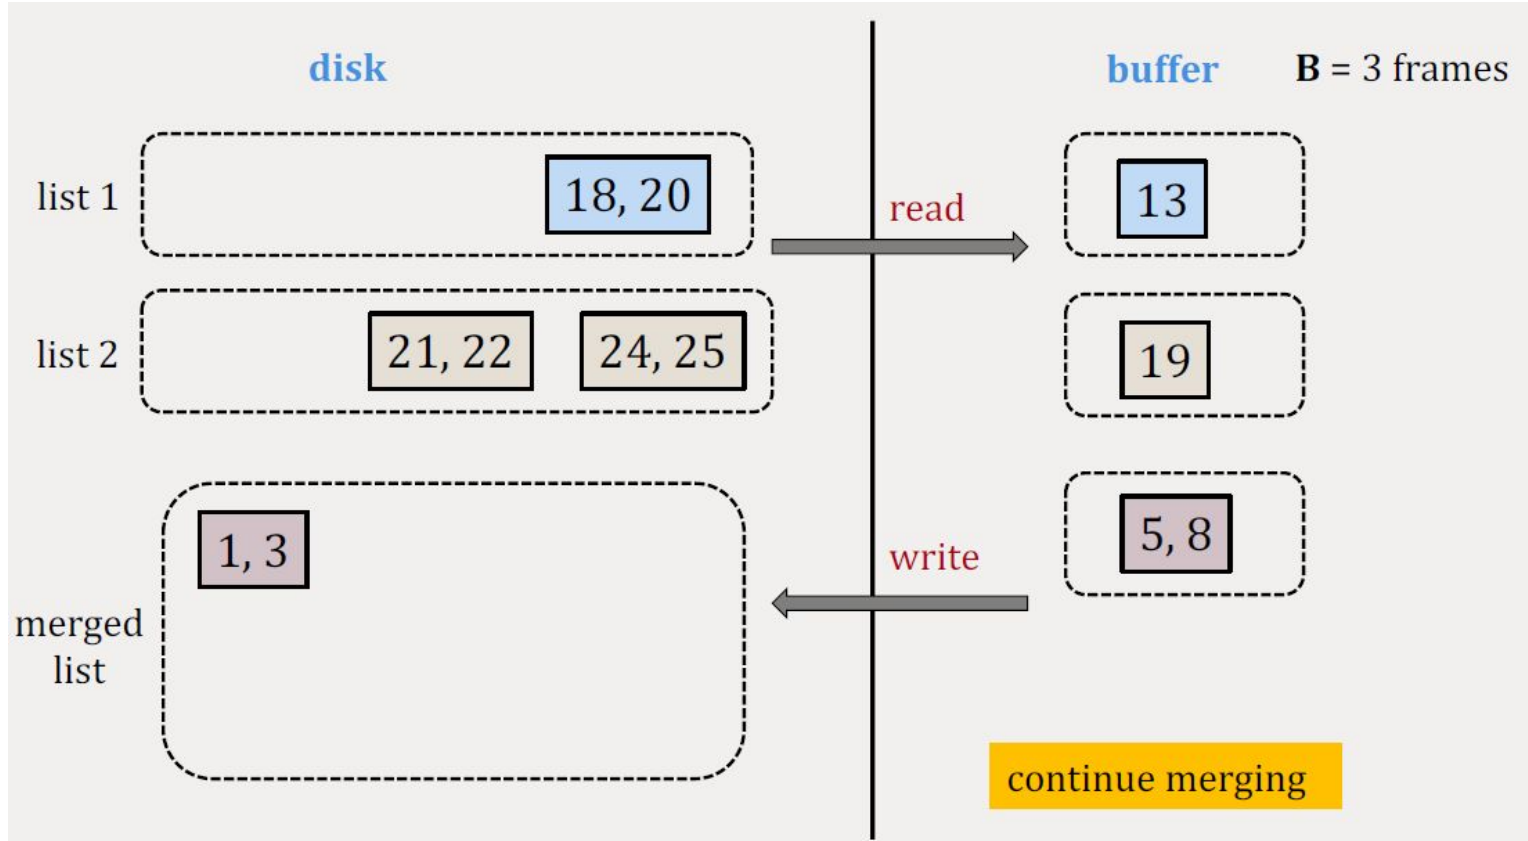 disk
buffer
B = 3 frames
list 1
18, 20
read
13
list 2
21, 22
24, 25
19
1, 3
write
5, 8
merged
list
continue merging